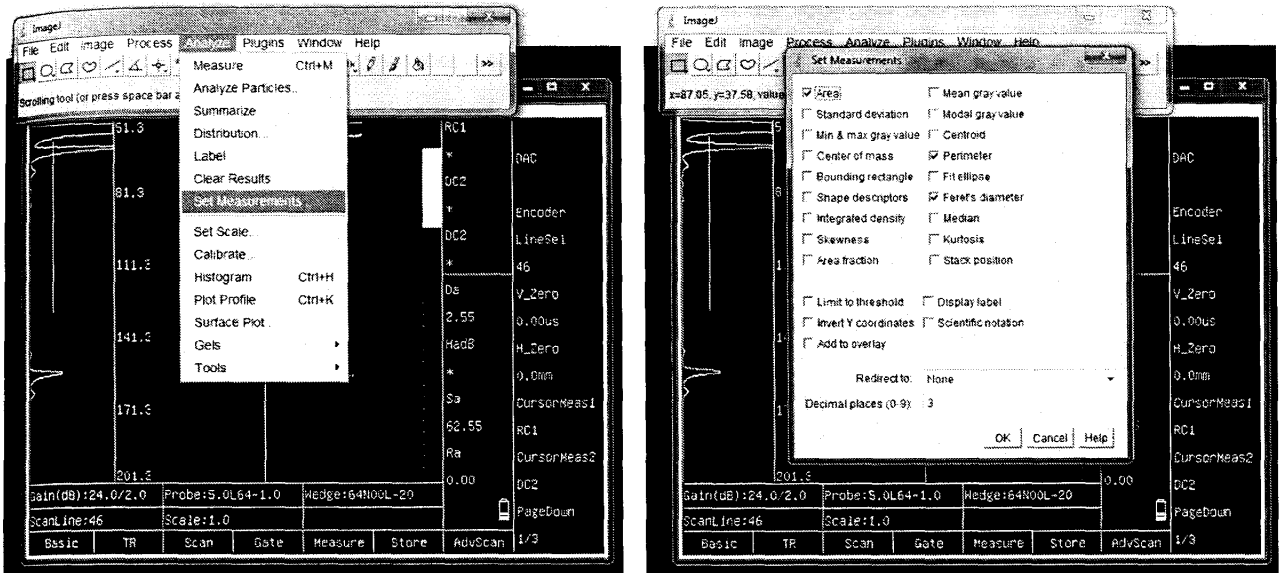 ImageJ
File Edit Image Process Analyze Plugins Window Help
Scrolling tool (or press space bar a
Measure Ctrl+M
Analyze Particles..
Summarize
Distribution...
Label
Clear Results
Set Measurements
Set Scale...
Calibrate...
Histogram Ctrl+H
Plot Profile Ctrl+K
Surface Plot...
Gels
Tools
51.3
81.3
141.3
171.3
RC1
*
DC2
*
DC2
*
Da
2.55
HadB
*
Sa
62.55
Ra
0.00
DAC
Encoder
LineSel
46
V_Zero
0.00us
H_Zero
0.0mm
CursorMeas1
RC1
CursorMeas2
DC2
PageDown
1/3
Gain(dB):24.0/2.0 Probe:5.0L64-1.0 Wedge:64N00L-20
ScanLine:46 Scale:1.0
Basic TR Scan Gate Measure Store AdvScan
ImageJ
File Edit Image Process Analyze Plugins Window Help
x=87.05, y=37.58, value
Set Measurements
Area Mean gray value
Standard deviation Modal gray value
Min & max gray value Centroid
Center of mass Perimeter
Bounding rectangle Fit ellipse
Shape descriptors Feret's diameter
Integrated density Median
Skewness Kurtosis
Area fraction Stack position
Limit to threshold Display label
Invert Y coordinates Scientific notation
Add to overlay
Redirect to: None
Decimal places (0-9): 3
OK Cancel Help
DAC
Encoder
LineSel
46
V_Zero
0.00us
H_Zero
0.0mm
CursorMeas1
RC1
CursorMeas2
DC2
PageDown
1/3
0.00
Gain(dB):24.0/2.0 Probe:5.0L64-1.0 Wedge:64N00L-20
ScanLine:46 Scale:1.0
Basic TR Scan Gate Measure Store AdvScan